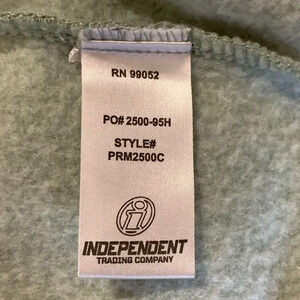 RN 99052
PO# 2500-95H
STYLE#
PRM2500C
i
INDEPENDENT
TRADING COMPANY